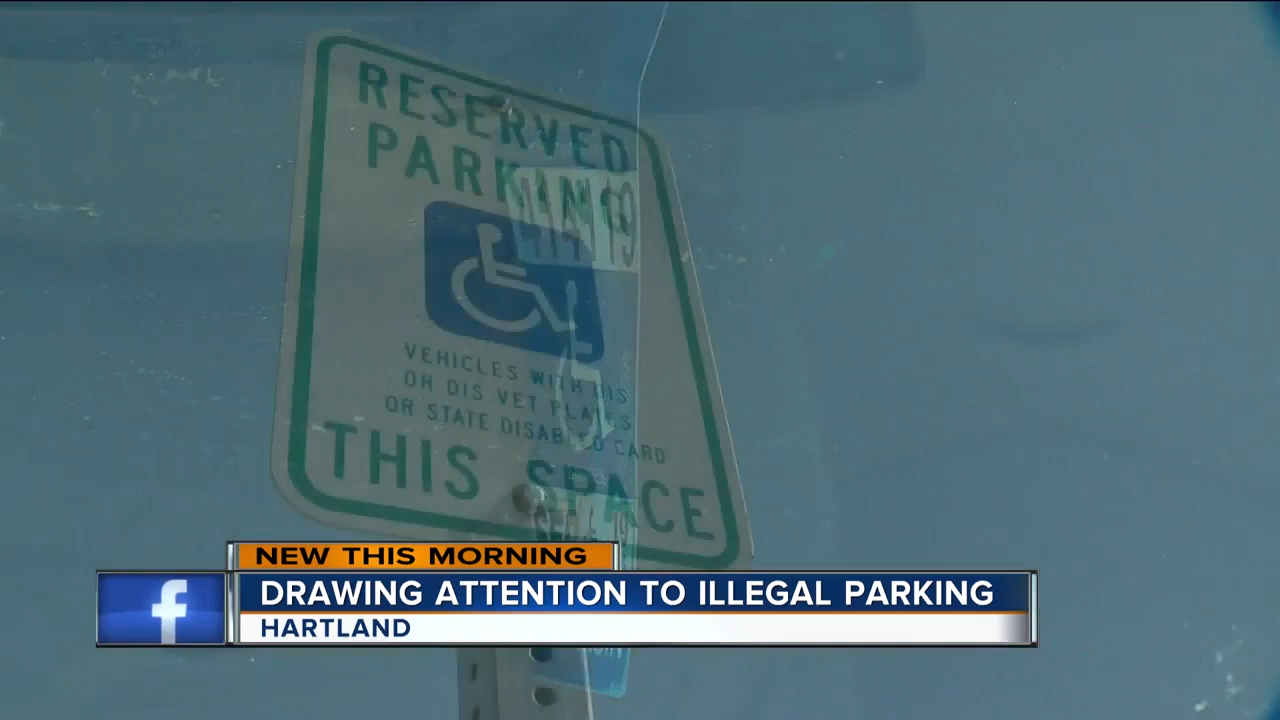 RESERVED
PARKING
VEHICLES WITH DIS
OR DIS VET PLATES
OR STATE DISABLED CARD
THIS SPACE
NEW THIS MORNING
DRAWING ATTENTION TO ILLEGAL PARKING
HARTLAND